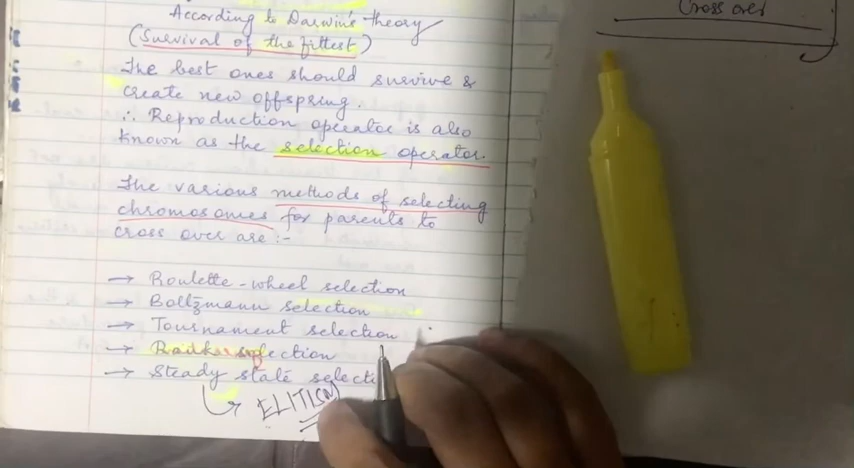 Cross over
According to Darwin's theory
(Survival of the fittest)
The best ones should survive &
create new offspring.
∴ Reproduction operator is also
known as the selection operator.
The various methods of selecting
chromosomes for parents to
cross over are :-
→ Roulette-wheel selection
→ Boltzmann selection
→ Tournament selection
→ Rank selection
→ Steady state selecti
ELITISM